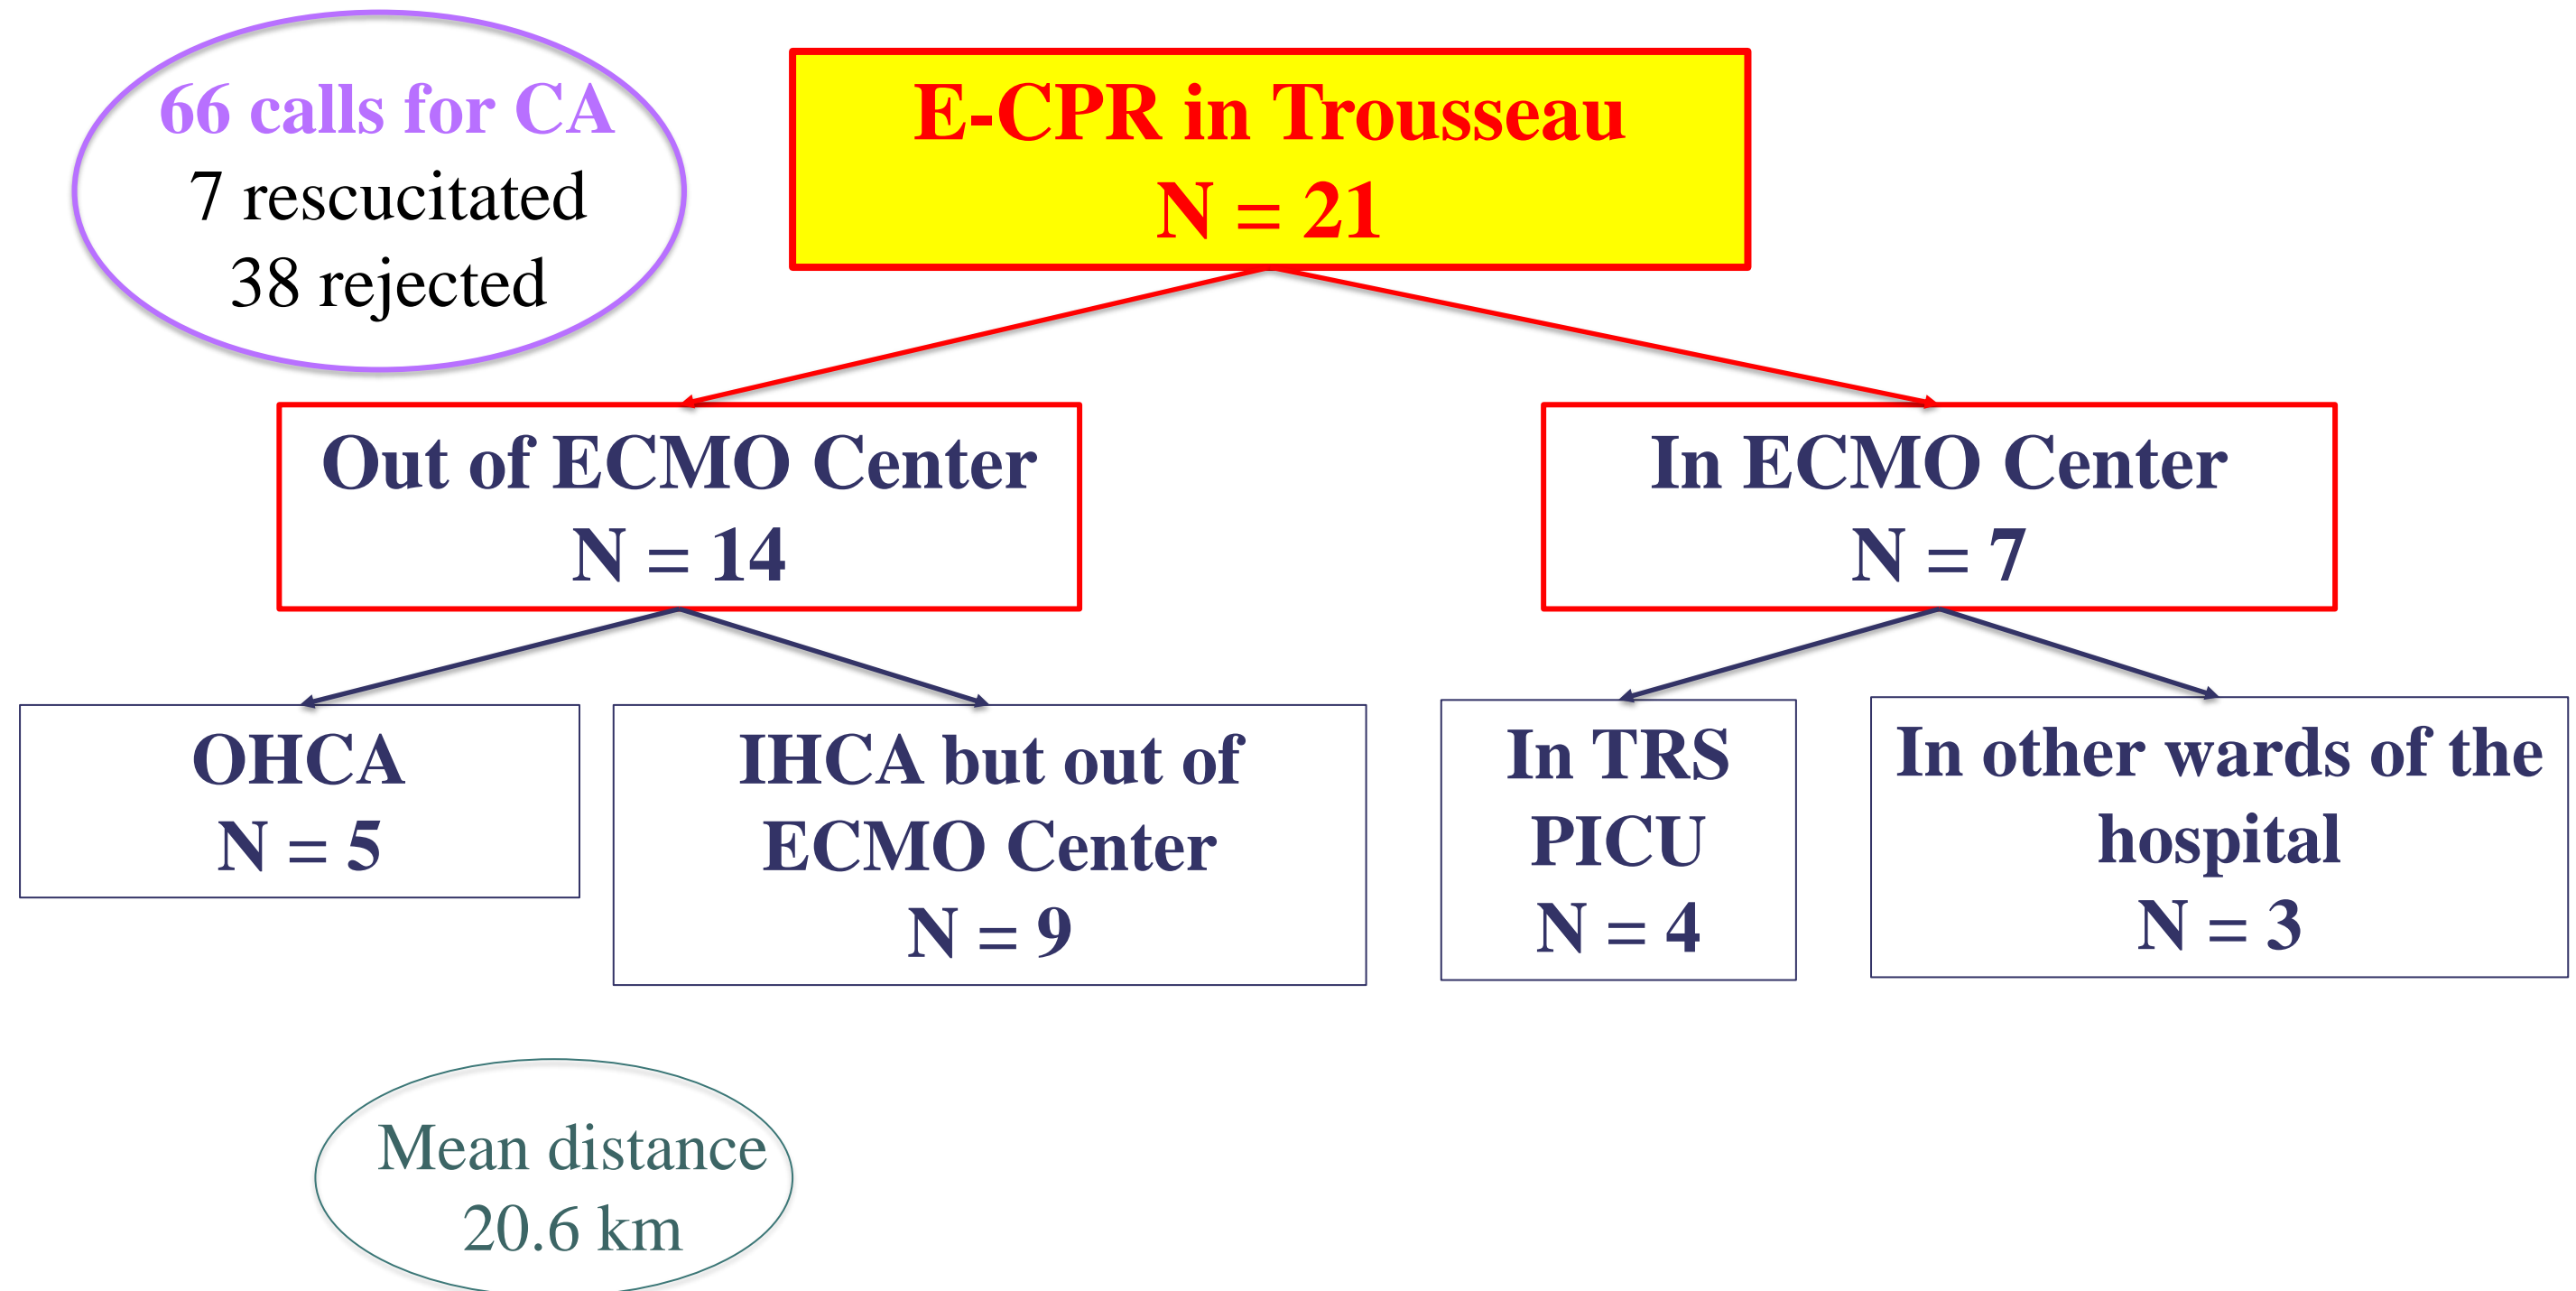 66 calls for CA
7 rescucitated
38 rejected
E-CPR in Trousseau
N = 21
Out of ECMO Center
N = 14
In ECMO Center
N = 7
OHCA
N = 5
IHCA but out of
ECMO Center
N = 9
In TRS
PICU
N = 4
In other wards of the
hospital
N = 3
Mean distance
20.6 km